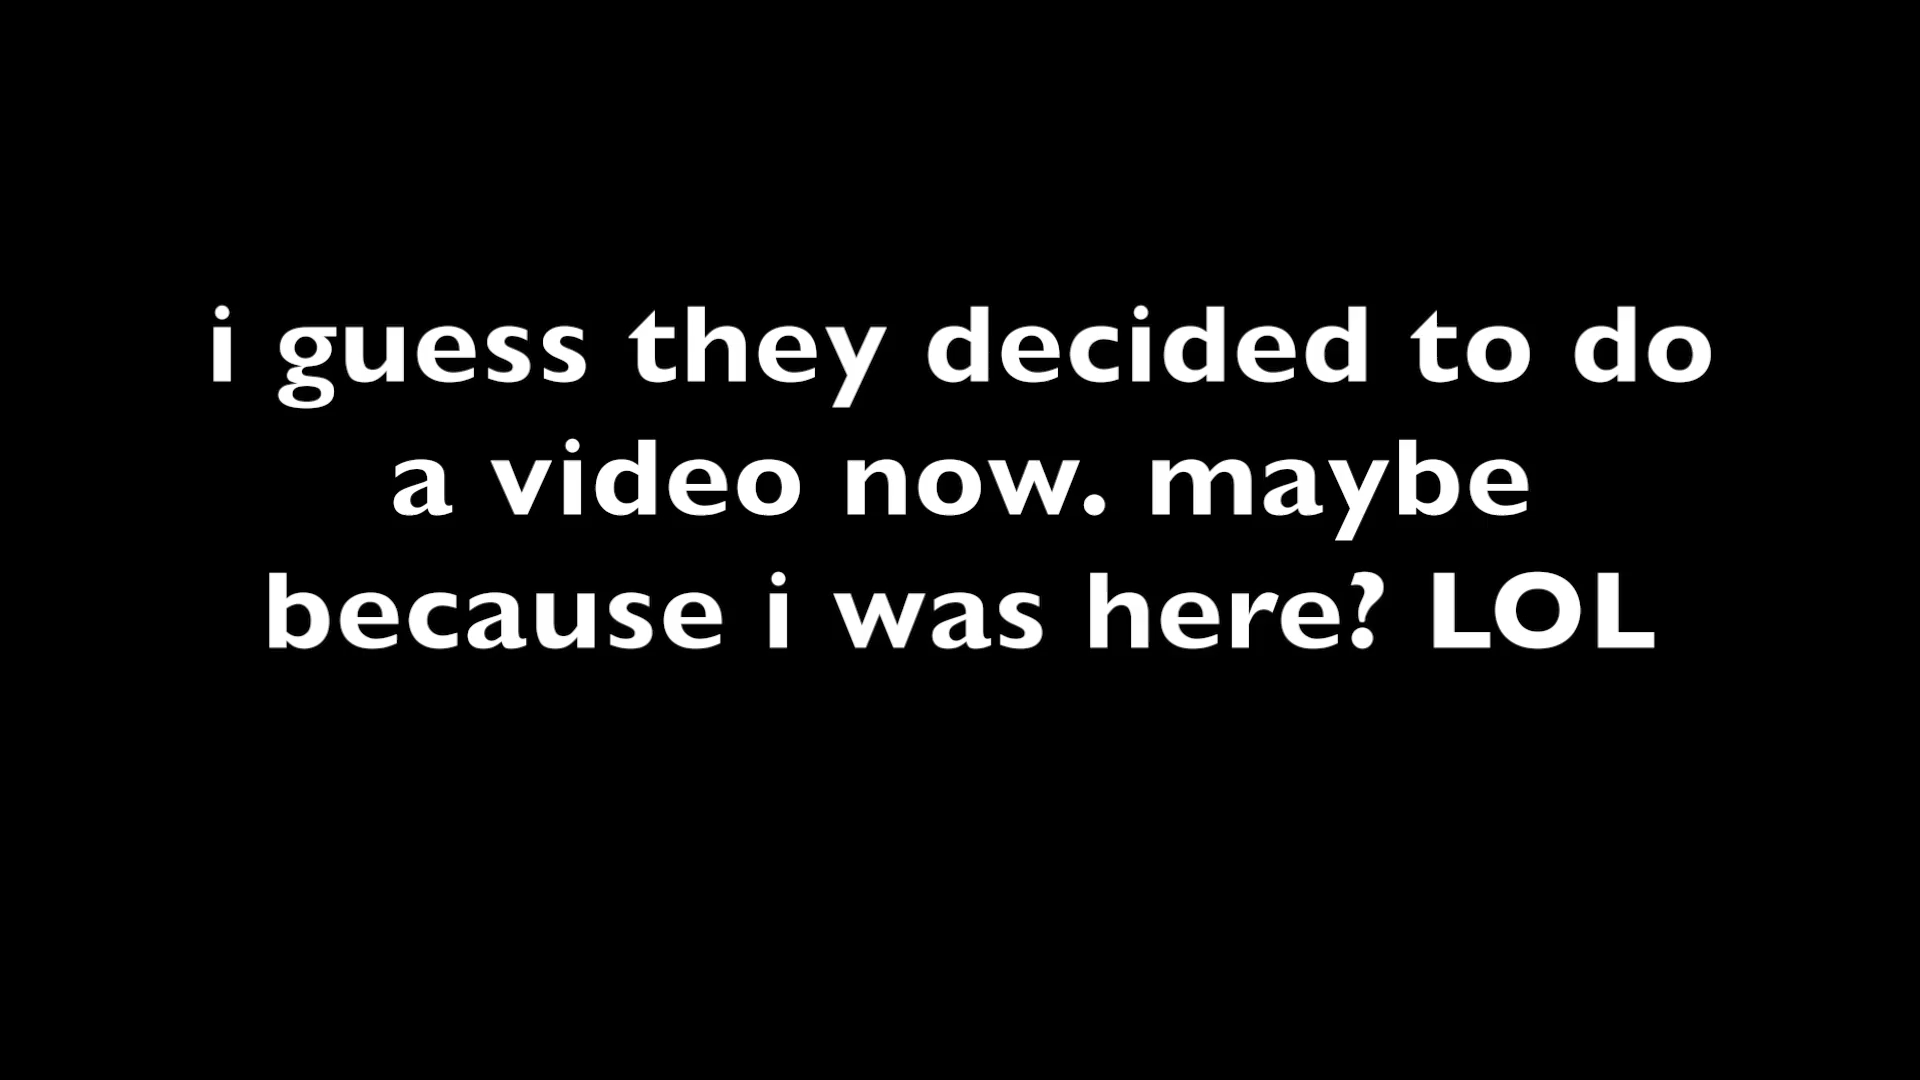 i guess they decided to do
a video now. maybe
because i was here? LOL